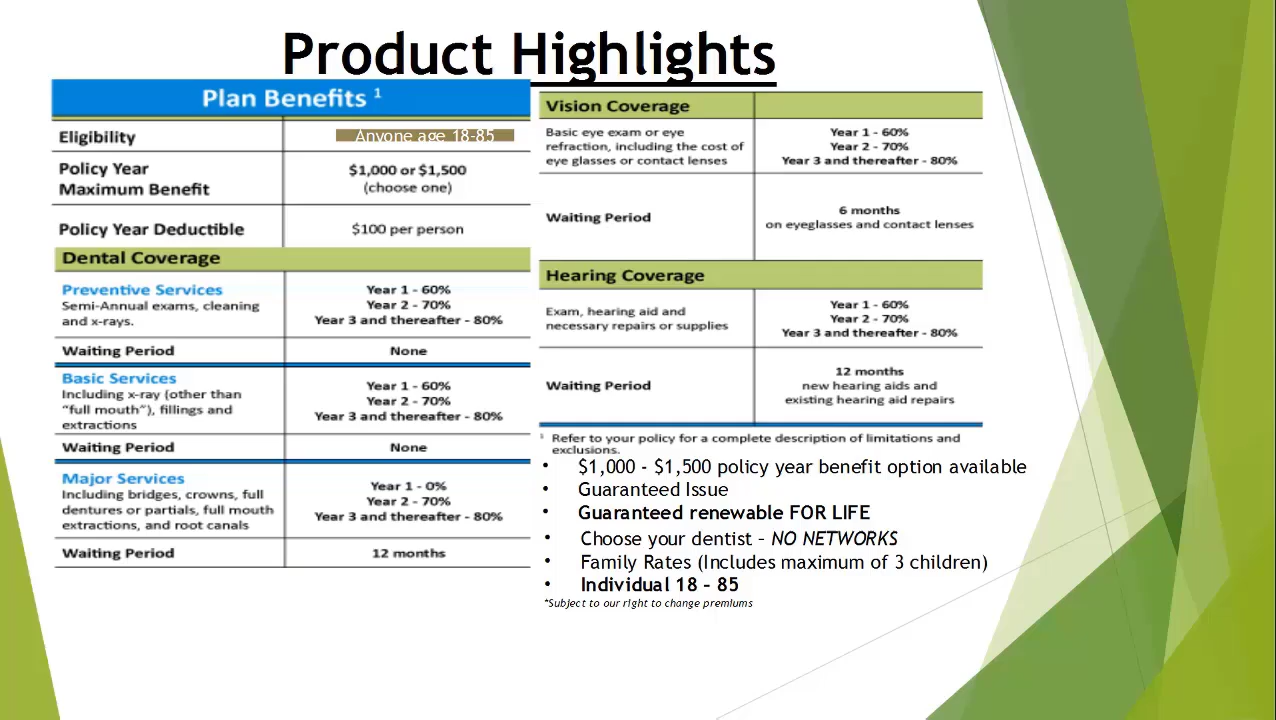 Product Highlights
Plan Benefits 1
Eligibility
Anyone age 18-85
Policy Year
Maximum Benefit
$1,000 or $1,500
(choose one)
Policy Year Deductible
$100 per person
Dental Coverage
Preventive Services
Semi-Annual exams, cleaning
and x-rays.
Year 1 - 60%
Year 2 - 70%
Year 3 and thereafter - 80%
Waiting Period
None
Basic Services
Including x-ray (other than
“full mouth”), fillings and
extractions
Year 1 - 60%
Year 2 - 70%
Year 3 and thereafter - 80%
Waiting Period
None
Major Services
Including bridges, crowns, full
dentures or partials, full mouth
extractions, and root canals
Year 1 - 0%
Year 2 - 70%
Year 3 and thereafter - 80%
Waiting Period
12 months
Vision Coverage
Basic eye exam or eye
refraction, including the cost of
eye glasses or contact lenses
Year 1 - 60%
Year 2 - 70%
Year 3 and thereafter - 80%
Waiting Period
6 months
on eyeglasses and contact lenses
Hearing Coverage
Exam, hearing aid and
necessary repairs or supplies
Year 1 - 60%
Year 2 - 70%
Year 3 and thereafter - 80%
Waiting Period
12 months
new hearing aids and
existing hearing aid repairs
1 Refer to your policy for a complete description of limitations and
exclusions.
• $1,000 - $1,500 policy year benefit option available
• Guaranteed Issue
• Guaranteed renewable FOR LIFE
• Choose your dentist – NO NETWORKS
• Family Rates (Includes maximum of 3 children)
• Individual 18 – 85
*Subject to our right to change premiums